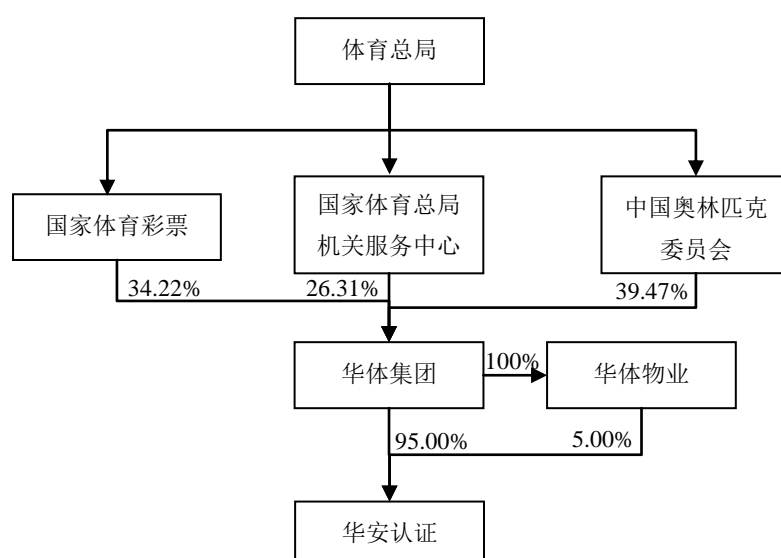 体育总局
国家体育彩票
国家体育总局
机关服务中心
中国奥林匹克
委员会
34.22%
26.31%
39.47%
华体集团
100%
华体物业
95.00%
5.00%
华安认证